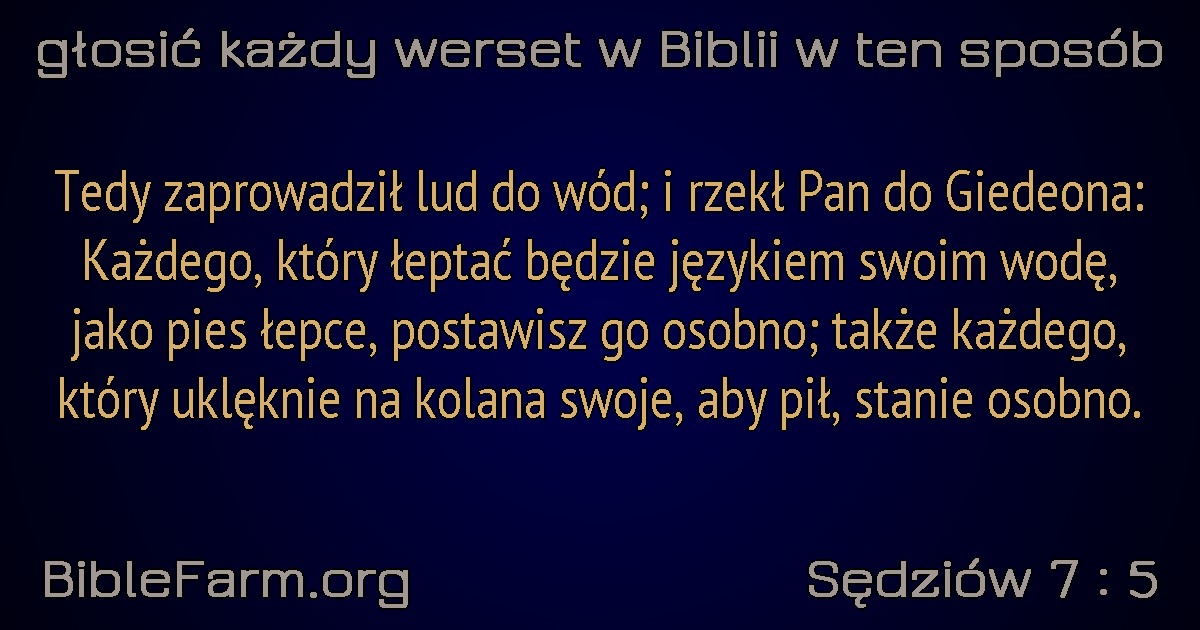 głosić każdy werset w Biblii w ten sposób
Tedy zaprowadził lud do wód; i rzekł Pan do Giedeona:
Każdego, który łeptać będzie językiem swoim wodę,
jako pies łepce, postawisz go osobno; także każdego,
który uklęknie na kolana swoje, aby pił, stanie osobno.
BibleFarm.org
Sędziów 7 : 5